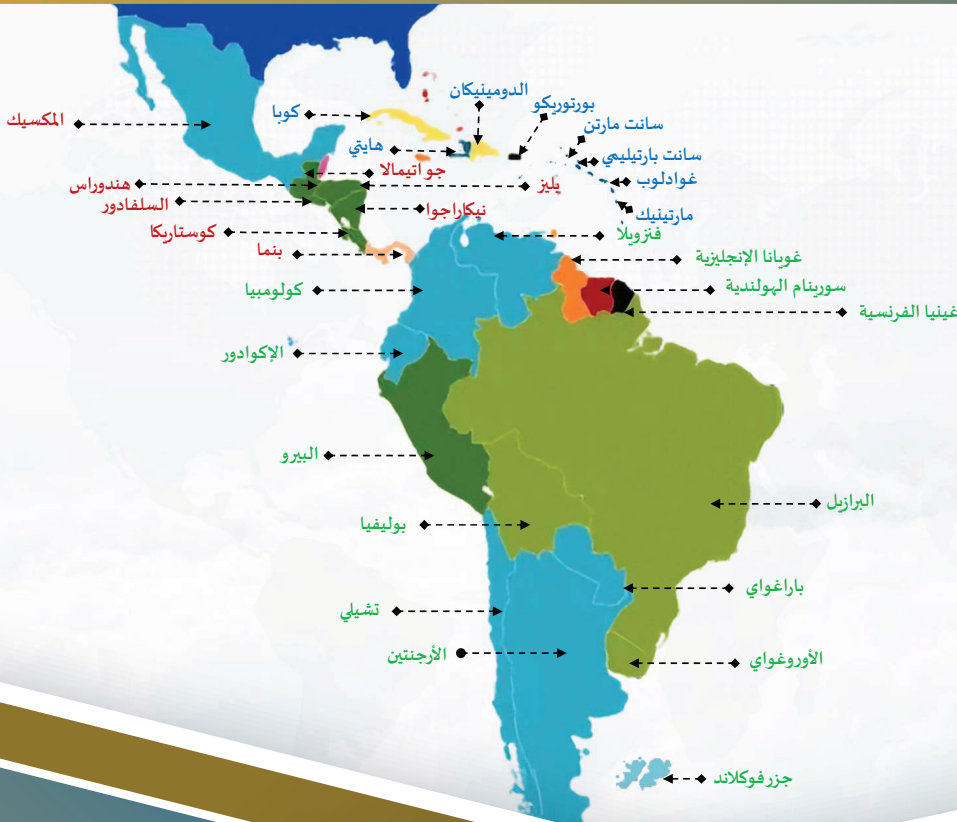 الدومينيكان
بورتوريكو
كوبا
المكسيك
سانت مارتن
هايتي
سانت بارتيليمي
جواتيمالا
غوادلوب
هندوراس
بليز
السلفادور
نيكاراجوا
مارتينيك
كوستاريكا
فنزويلا
بنما
غويانا الإنجليزية
كولومبيا
سورينام الهولندية
غينيا الفرنسية
الإكوادور
البيرو
البرازيل
بوليفيا
باراغواي
تشيلي
الأرجنتين
الأوروغواي
جزر فوكلاند